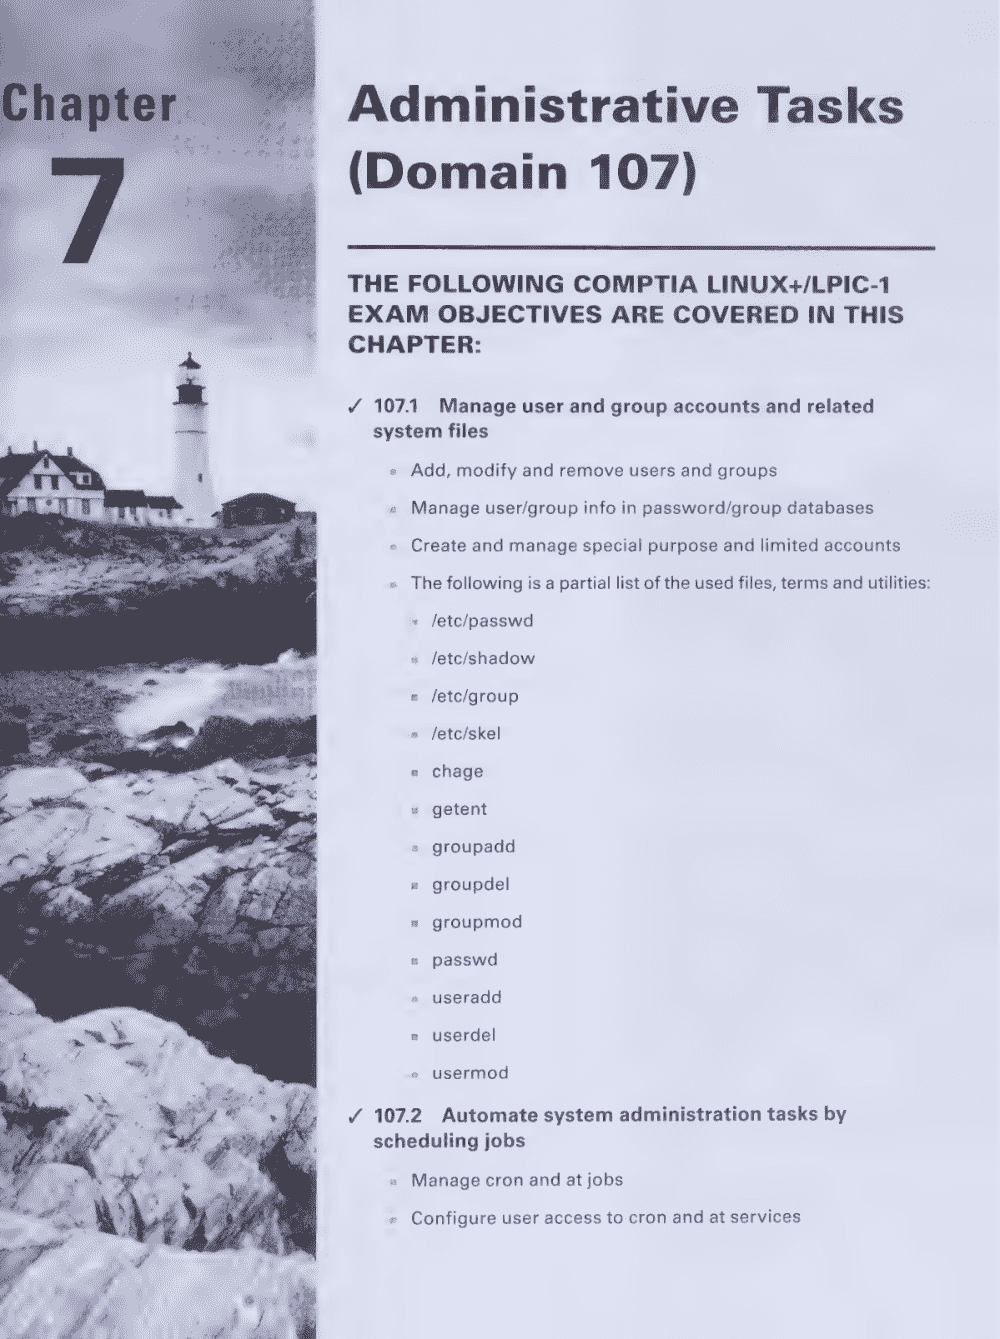 Chapter
7
Administrative Tasks
(Domain 107)
THE FOLLOWING COMPTIA LINUX+/LPIC-1
EXAM OBJECTIVES ARE COVERED IN THIS
CHAPTER:
✓ 107.1 Manage user and group accounts and related
system files
Add, modify and remove users and groups
Manage user/group info in password/group databases
Create and manage special purpose and limited accounts
The following is a partial list of the used files, terms and utilities:
/etc/passwd
/etc/shadow
/etc/group
/etc/skel
chage
getent
groupadd
groupdel
groupmod
passwd
useradd
userdel
usermod
✓ 107.2 Automate system administration tasks by
scheduling jobs
Manage cron and at jobs
Configure user access to cron and at services